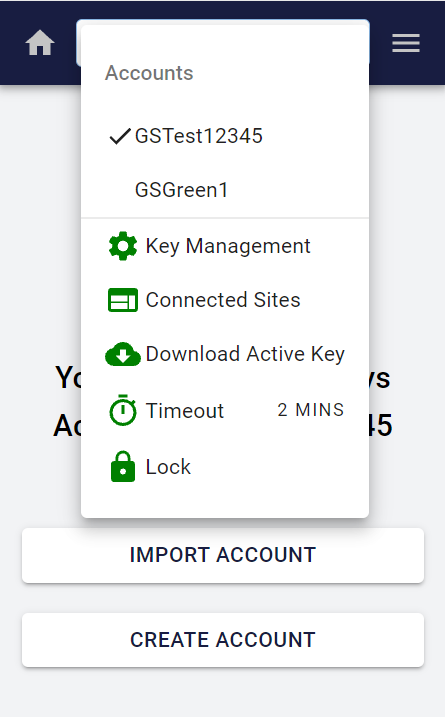 Accounts
GSTest12345
GSGreen1
Key Management
Connected Sites
Download Active Key
Timeout 2 MINS
Lock
IMPORT ACCOUNT
CREATE ACCOUNT